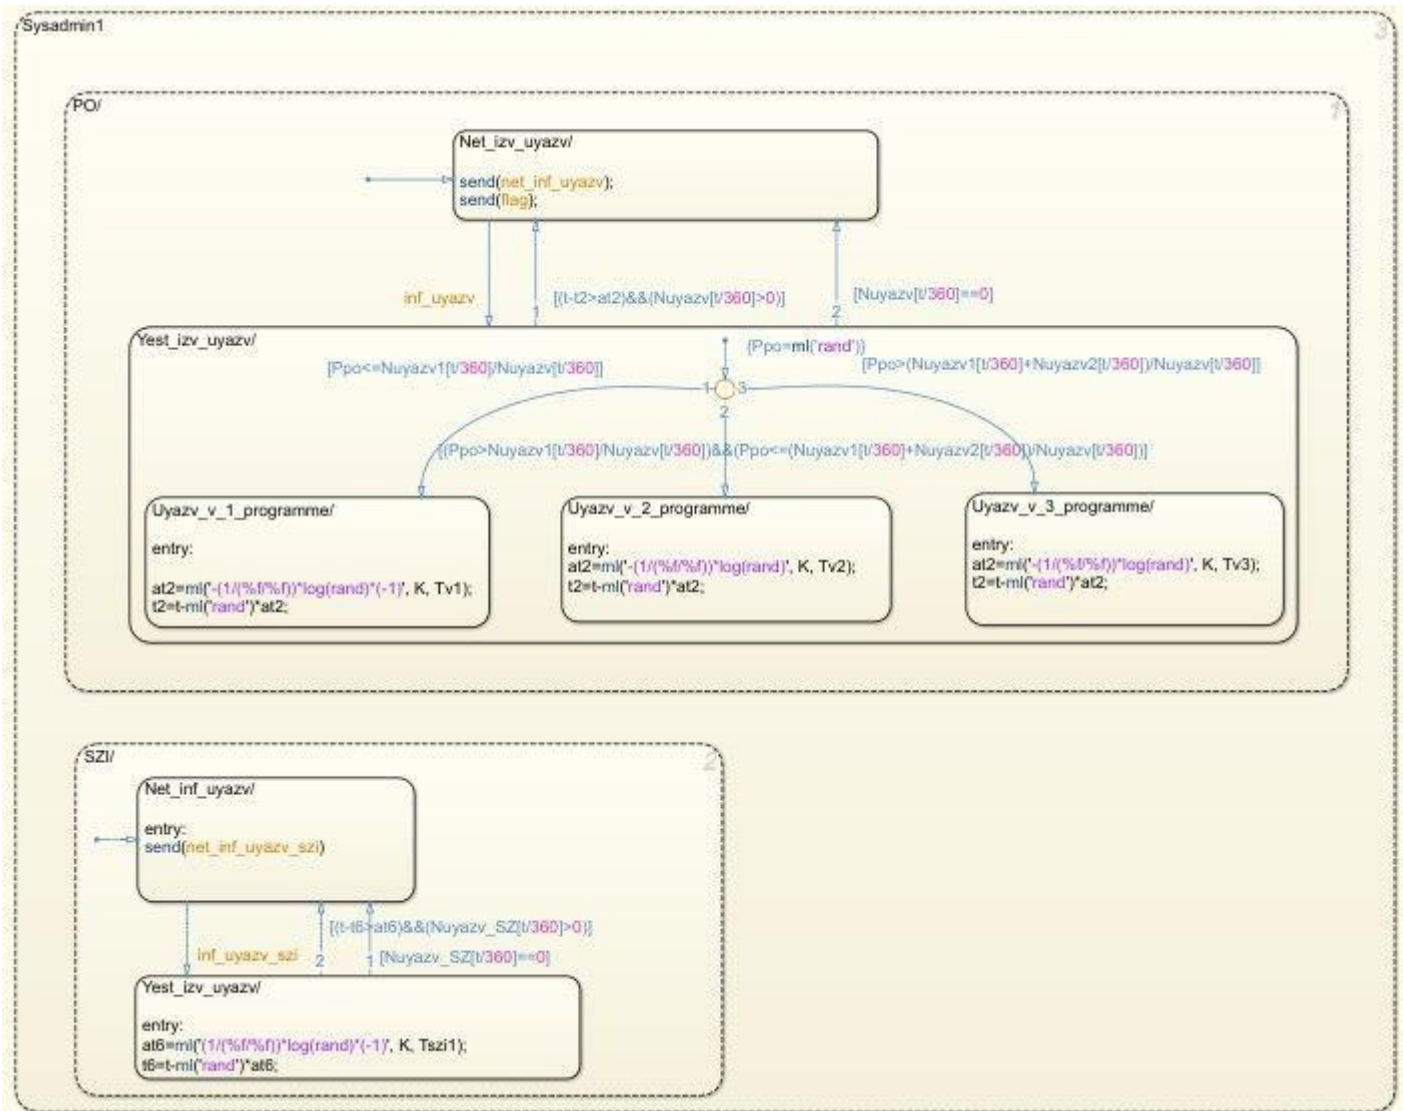 Sysadmin1
3
PO/
1
Net_izv_uyazv/
send(net_inf_uyazv);
send(flag);
inf_uyazv
1
[(t-t2>at2)&&(Nuyazv[t/360]>0)]
2
[Nuyazv[t/360]==0]
Yest_izv_uyazv/
{Ppo=ml('rand')}
[Ppo<=Nuyazv1[t/360]/Nuyazv[t/360]]
[Ppo>(Nuyazv1[t/360]+Nuyazv2[t/360])/Nuyazv[t/360]]
1
3
2
[(Ppo>Nuyazv1[t/360]/Nuyazv[t/360])&&(Ppo<=(Nuyazv1[t/360]+Nuyazv2[t/360])/Nuyazv[t/360])]
Uyazv_v_1_programme/
entry:
at2=ml('-(1/(%f/%f))*log(rand)*(-1)', K, Tv1);
t2=t-ml('rand')*at2;
Uyazv_v_2_programme/
entry:
at2=ml('-(1/(%f/%f))*log(rand)', K, Tv2);
t2=t-ml('rand')*at2;
Uyazv_v_3_programme/
entry:
at2=ml('-(1/(%f/%f))*log(rand)', K, Tv3);
t2=t-ml('rand')*at2;
SZI/
2
Net_inf_uyazv/
entry:
send(net_inf_uyazv_szi)
[(t-t6>at6)&&(Nuyazv_SZ[t/360]>0)]
inf_uyazv_szi
2
1
[Nuyazv_SZ[t/360]==0]
Yest_izv_uyazv/
entry:
at6=ml('(1/(%f/%f))*log(rand)*(-1)', K, Tszi1);
t6=t-ml('rand')*at6;